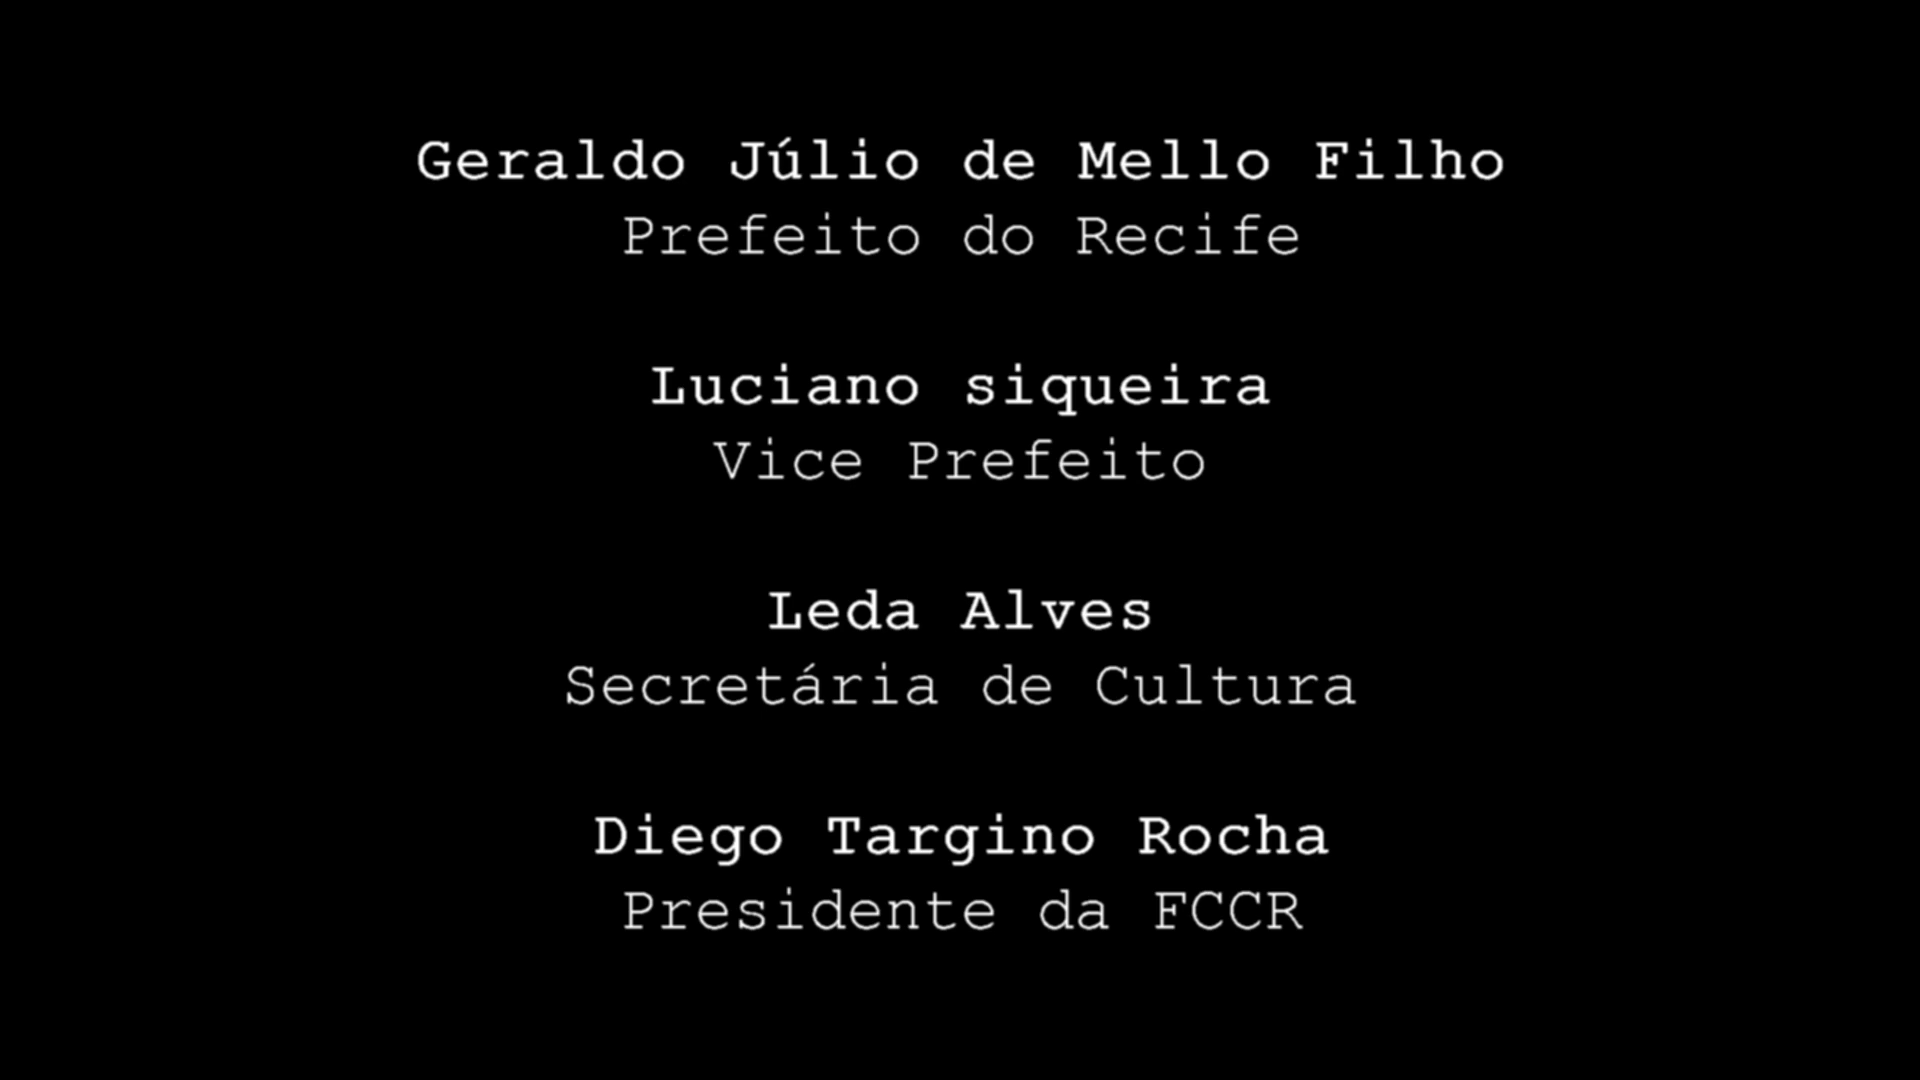 Geraldo Júlio de Mello Filho
Prefeito do Recife
Luciano siqueira
Vice Prefeito
Leda Alves
Secretária de Cultura
Diego Targino Rocha
Presidente da FCCR